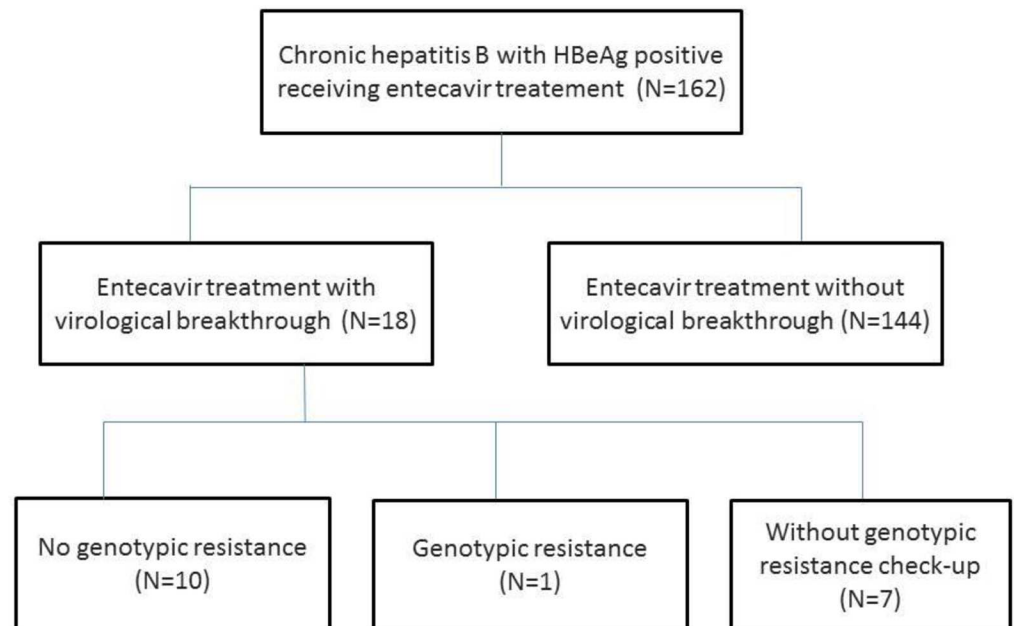 Chronic hepatitis B with HBeAg positive
receiving entecavir treatement (N=162)
Entecavir treatment with
virological breakthrough (N=18)
Entecavir treatment without
virological breakthrough (N=144)
No genotypic resistance
(N=10)
Genotypic resistance
(N=1)
Without genotypic
resistance check-up
(N=7)